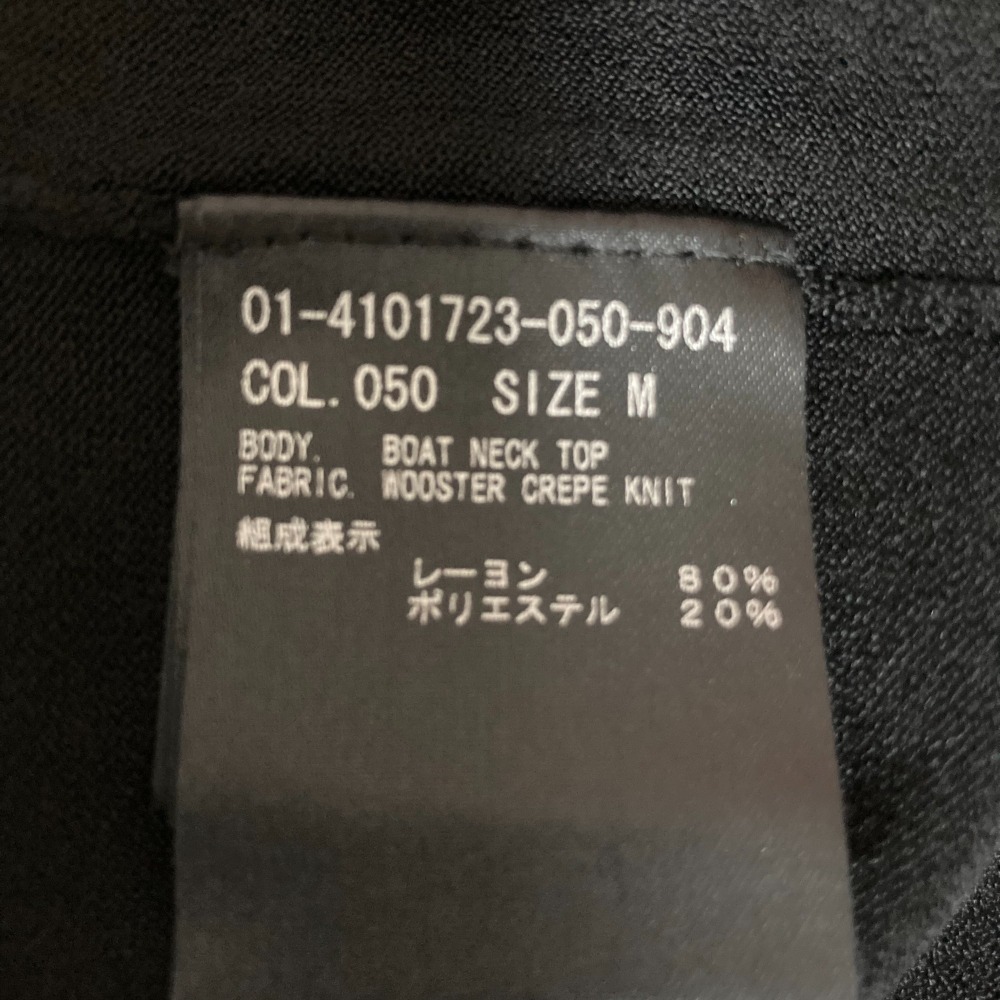 01-4101723-050-904
COL.050 SIZE M
BODY. BOAT NECK TOP
FABRIC. WOOSTER CREPE KNIT .
組成表示
レーヨン 80%
ポリエステル 20%